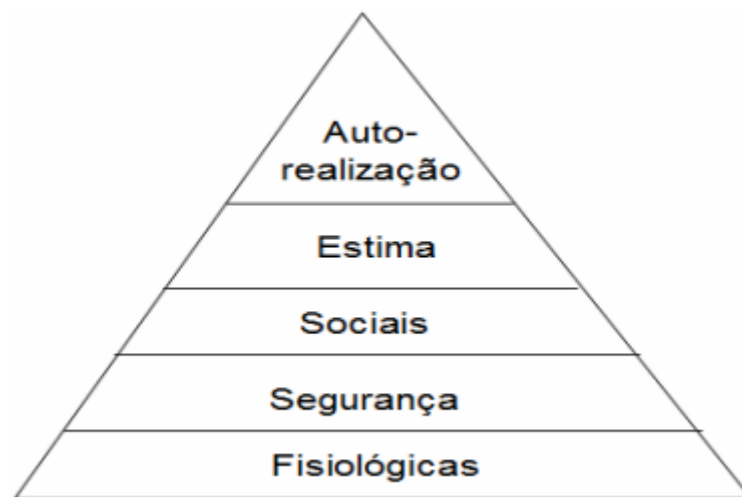 Auto-
realização
Estima
Sociais
Segurança
Fisiológicas